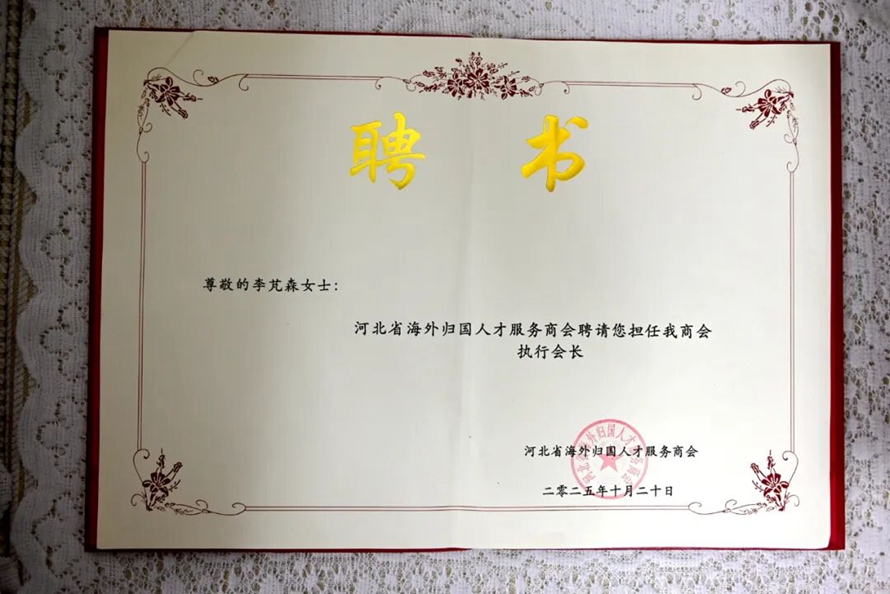 聘书
尊敬的李芃森女士：
河北省海外归国人才服务商会聘请您担任我商会
执行会长
河北省海外归国人才服务商会
二零二五年十月二十日